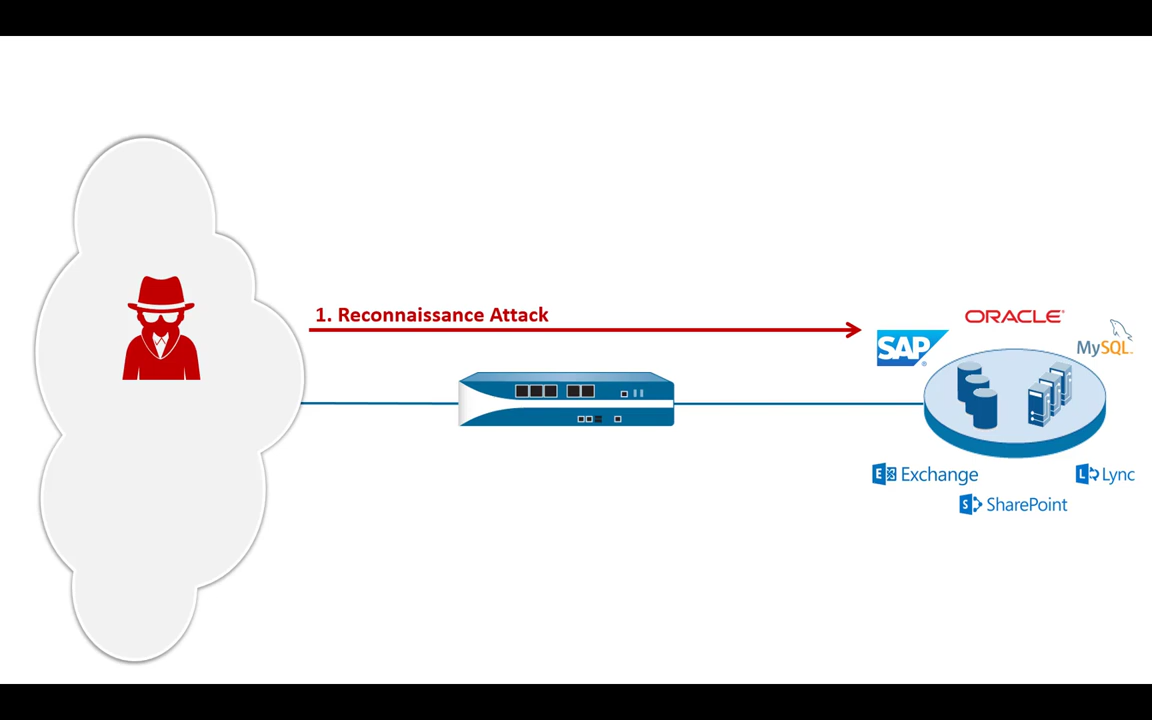 1. Reconnaissance Attack
ORACLE®
SAP®
MySQL.
E Exchange
L Lync
S SharePoint